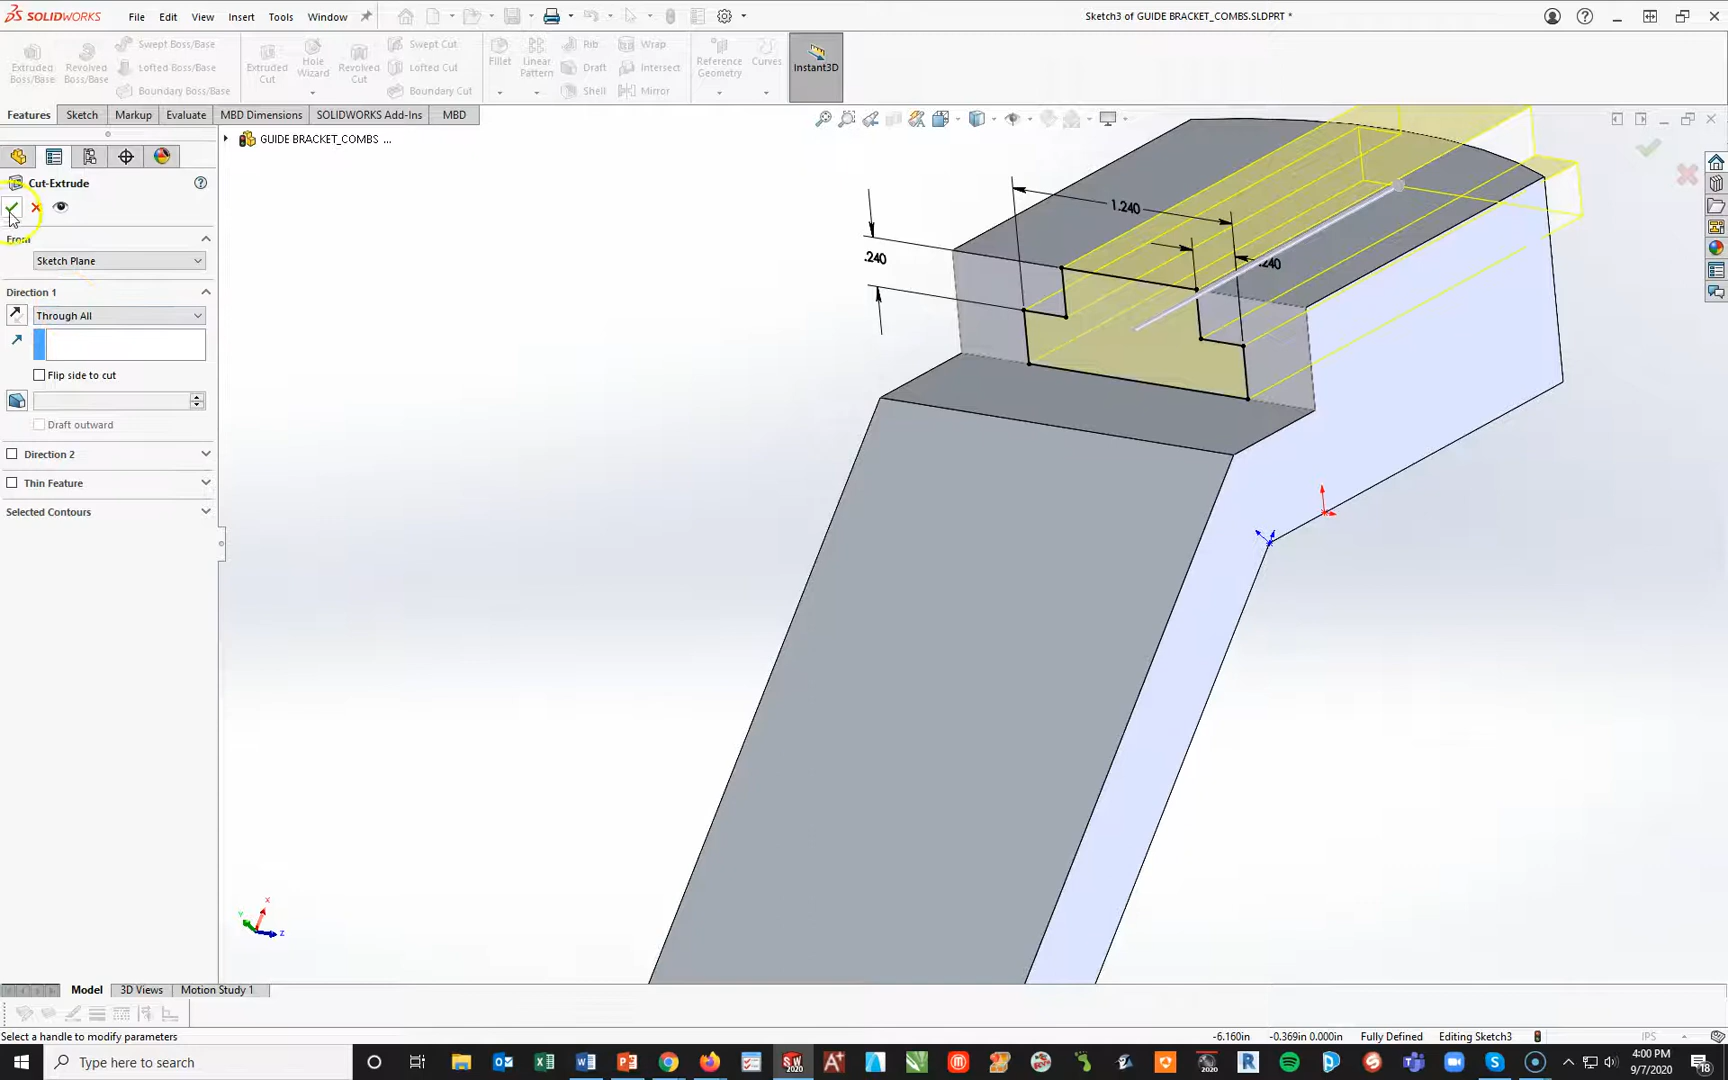 SOLIDWORKS
File Edit View Insert Tools Window
Sketch3 of GUIDE BRACKET_COMBS.SLDPRT *
Extruded Boss/Base
Revolved Boss/Base
Swept Boss/Base
Lofted Boss/Base
Boundary Boss/Base
Extruded Cut
Hole Wizard
Revolved Cut
Swept Cut
Lofted Cut
Boundary Cut
Fillet
Linear Pattern
Rib
Draft
Shell
Wrap
Intersect
Mirror
Reference Geometry
Curves
Instant3D
Features Sketch Markup Evaluate MBD Dimensions SOLIDWORKS Add-Ins MBD
GUIDE BRACKET_COMBS ...
Cut-Extrude
From
Sketch Plane
Direction 1
Through All
Flip side to cut
Draft outward
Direction 2
Thin Feature
Selected Contours
1.240
.240
.240
X
Y
Z
Model 3D Views Motion Study 1
Select a handle to modify parameters
-6.160in
-0.369in 0.000in
Fully Defined
Editing Sketch3
IPS
Type here to search
4:00 PM
9/7/2020
18